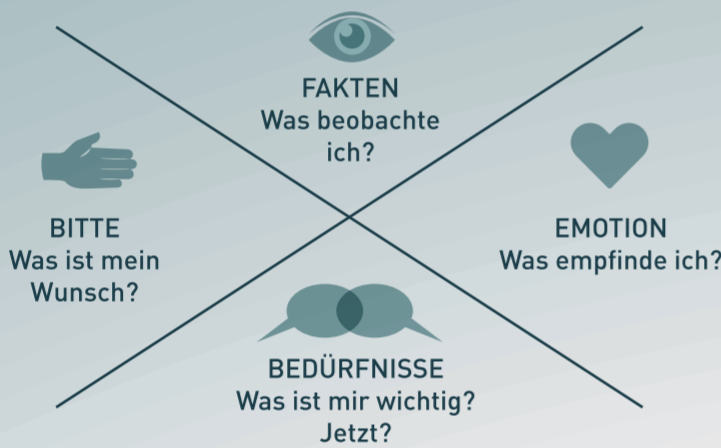 FAKTEN
Was beobachte
ich?
EMOTION
Was empfinde ich?
BEDÜRFNISSE
Was ist mir wichtig?
Jetzt?
BITTE
Was ist mein
Wunsch?